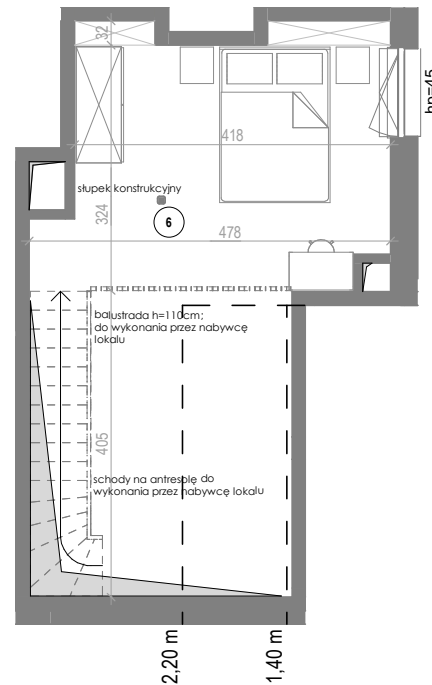 32
hp=45
418
słupek konstrukcyjny
324
6
478
balustrada h=110cm;
do wykonania przez nabywcę
lokalu
405
schody na antresolę do
wykonania przez nabywcę lokalu
2,20 m
1,40 m